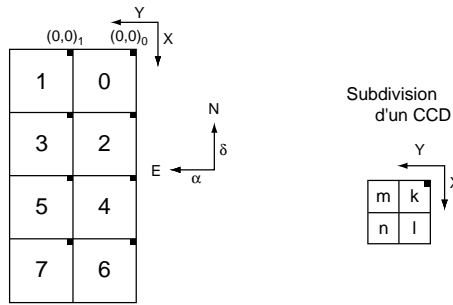 Y
(0,0)1 (0,0)0 X
1 0
3 2
5 4
7 6
N
δ
E
α
Subdivision
d'un CCD
Y
X
m k
n l